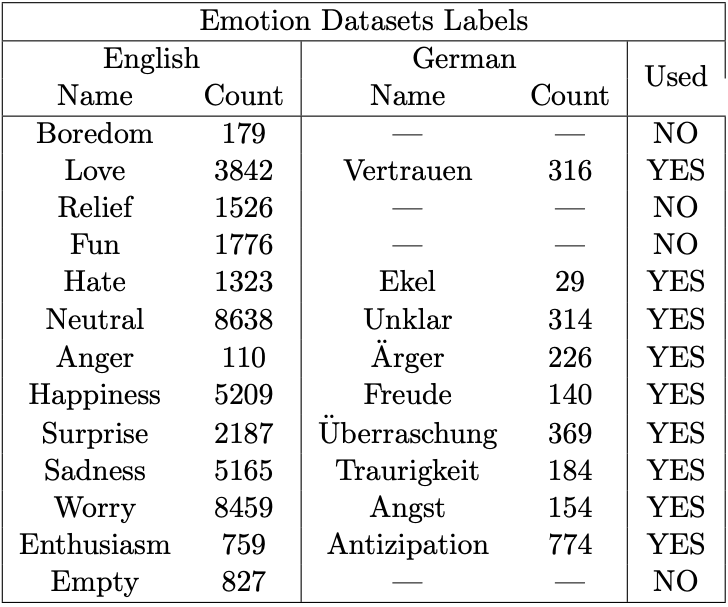 Emotion Datasets Labels
English German Used
Name Count Name Count
Boredom 179 — — NO
Love 3842 Vertrauen 316 YES
Relief 1526 — — NO
Fun 1776 — — NO
Hate 1323 Ekel 29 YES
Neutral 8638 Unklar 314 YES
Anger 110 Ärger 226 YES
Happiness 5209 Freude 140 YES
Surprise 2187 Überraschung 369 YES
Sadness 5165 Traurigkeit 184 YES
Worry 8459 Angst 154 YES
Enthusiasm 759 Antizipation 774 YES
Empty 827 — — NO